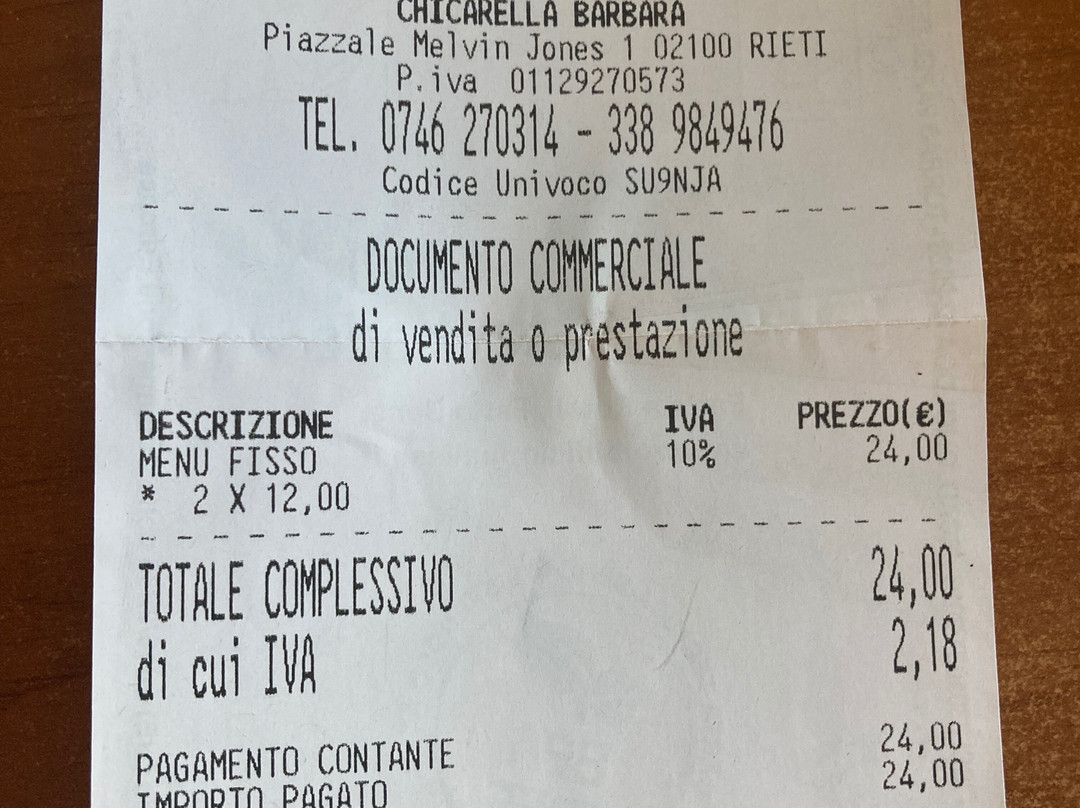 CHICARELLA BARBARA
Piazzale Melvin Jones 1 02100 RIETI
P.iva 01129270573
TEL. 0746 270314 - 338 9849476
Codice Univoco SU9NJA
DOCUMENTO COMMERCIALE
di vendita o prestazione
DESCRIZIONE IVA PREZZO(€)
MENU FISSO 10% 24,00
* 2 X 12,00
TOTALE COMPLESSIVO 24,00
di cui IVA 2,18
PAGAMENTO CONTANTE 24,00
IMPORTO PAGATO 24,00